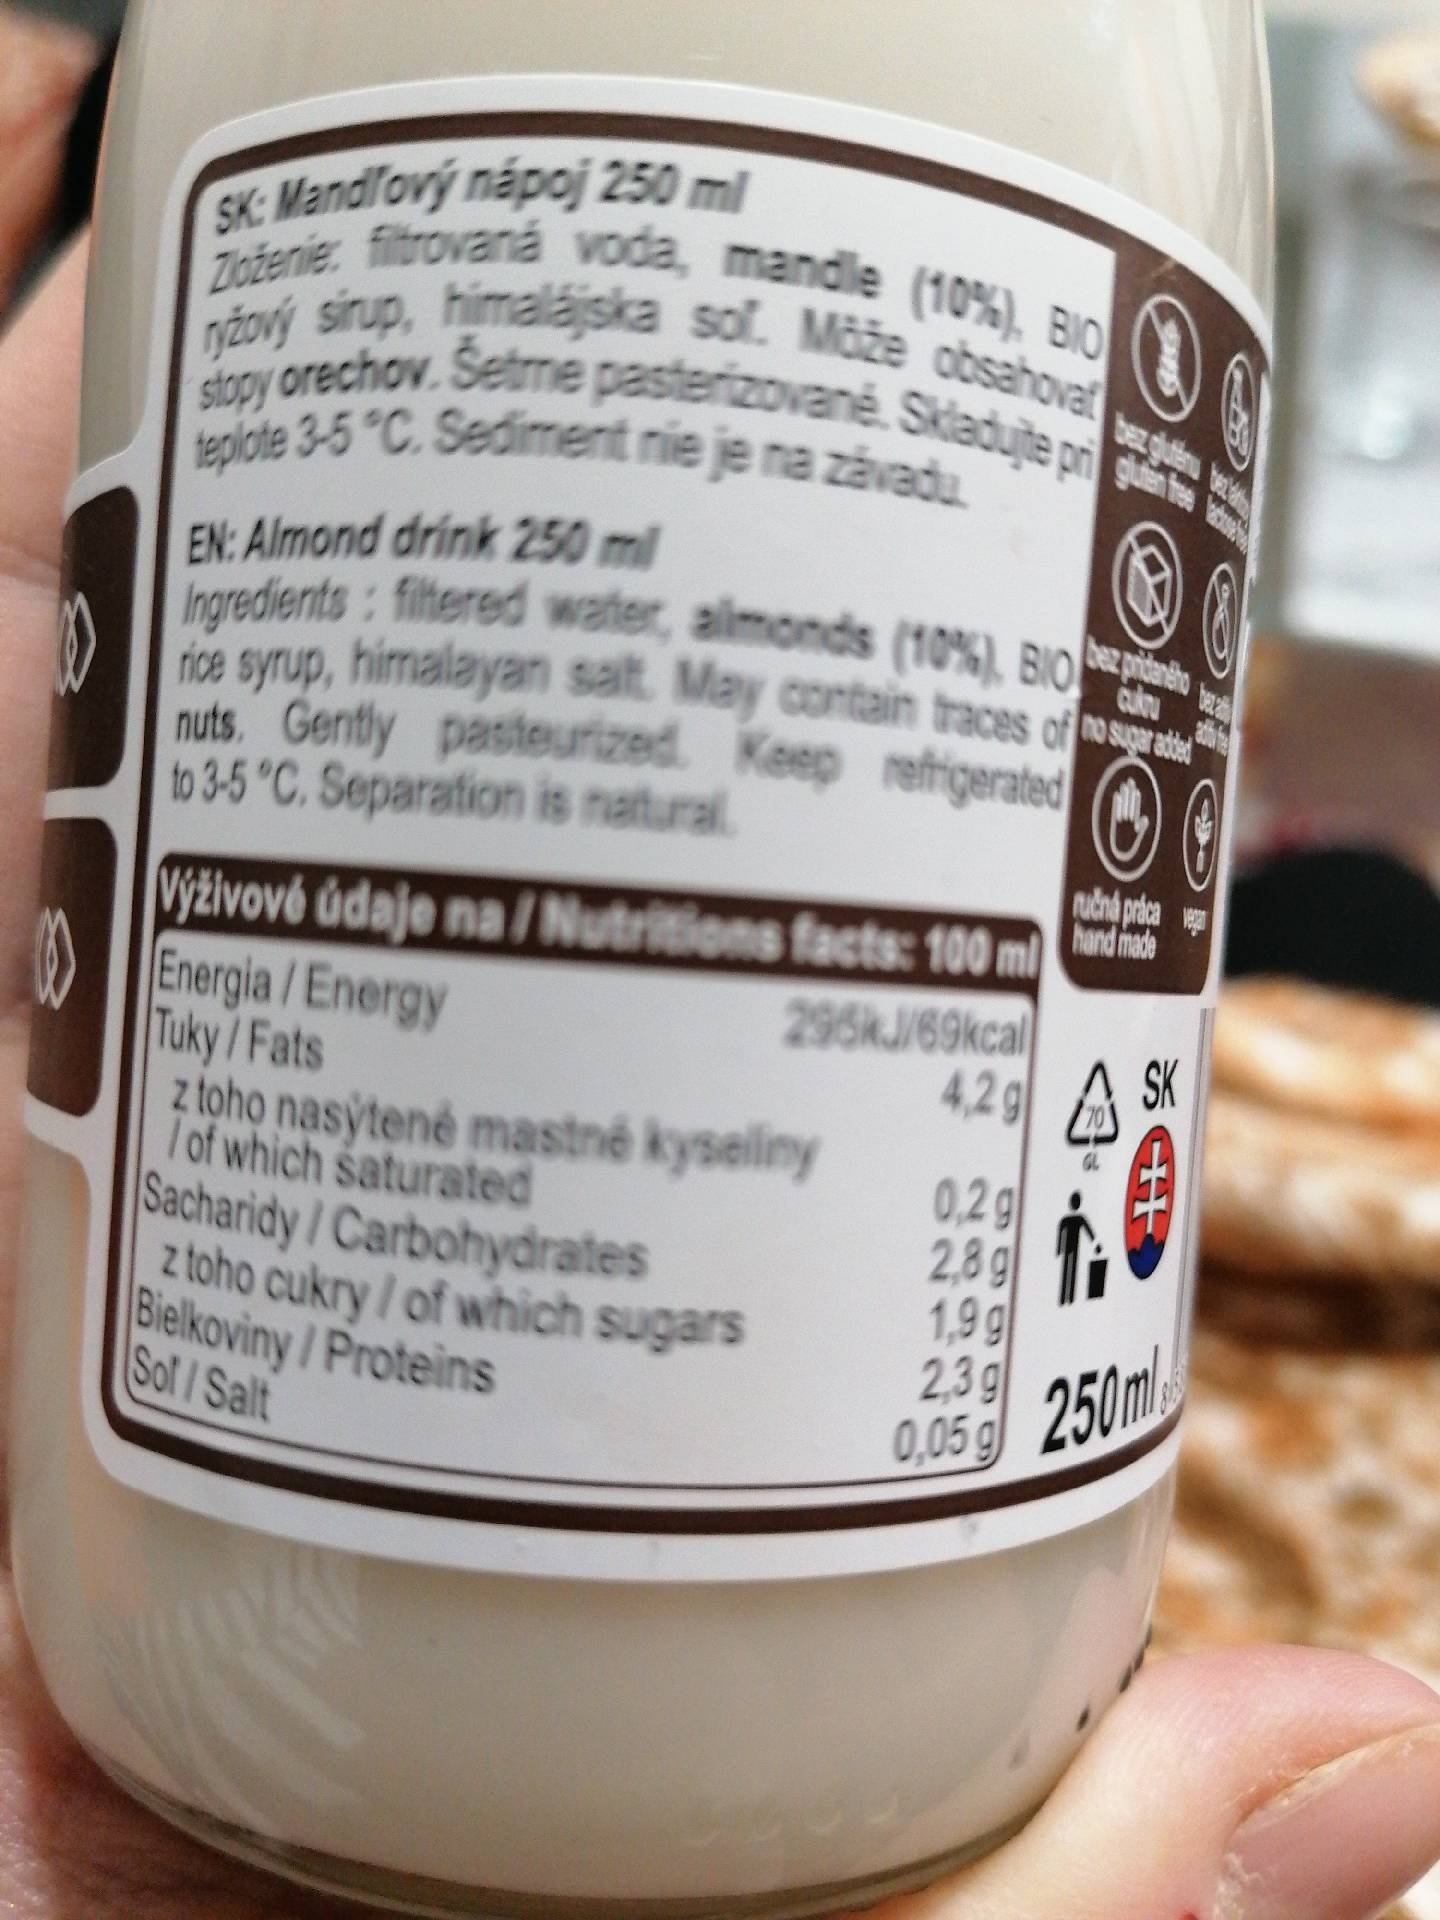 SK: Mandľový nápoj 250 ml
Zloženie: filtrovaná voda, mandle (10%), BIO
ryžový sirup, himalájska soľ. Môže obsahovať
stopy orechov. Šetrne pasterizované. Skladujte pri
teplote 3-5 °C. Sediment nie je na závadu.
EN: Almond drink 250 ml
Ingredients : filtered water, almonds (10%), BIO
rice syrup, himalayan salt. May contain traces of
nuts. Gently pasteurized. Keep refrigerated
to 3-5 °C. Separation is natural.
Výživové údaje na / Nutritions facts: 100 ml
Energia / Energy 295kJ/69kcal
Tuky / Fats 4,2 g
z toho nasýtené mastné kyseliny
/ of which saturated 0,2 g
Sacharidy / Carbohydrates 2,8 g
z toho cukry / of which sugars 1,9 g
Bielkoviny / Proteins 2,3 g
Soľ / Salt 0,05 g
bez gluténu
gluten free
bez
lactose
bez pridaného
cukru
no sugar added
bez
ručná práca
hand made
vegan
70
GL
SK
250 ml